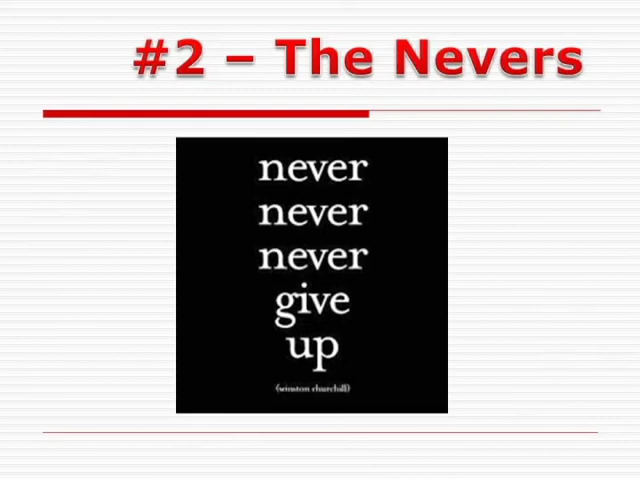 #2 – The Nevers
never
never
never
give
up
(winston churchill)